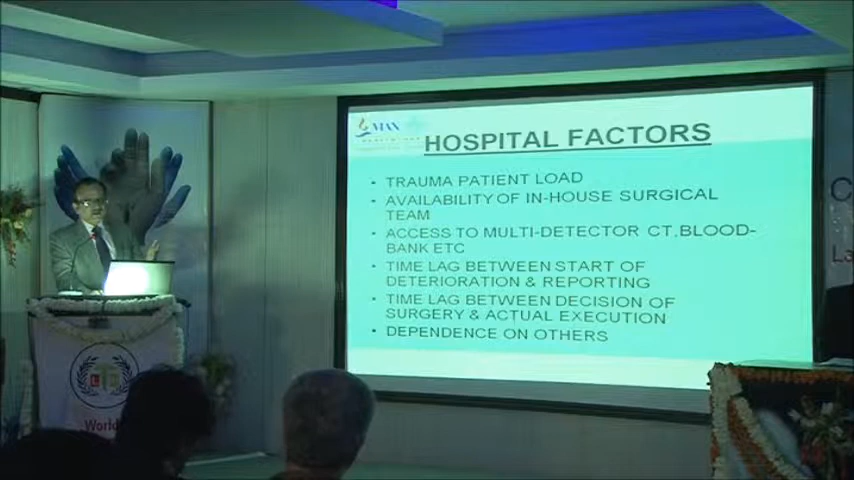 MAX
HEALTHCARE
HOSPITAL FACTORS
- TRAUMA PATIENT LOAD
- AVAILABILITY OF IN-HOUSE SURGICAL
TEAM
- ACCESS TO MULTI-DETECTOR CT,BLOOD-
BANK ETC
- TIME LAG BETWEEN START OF
DETERIORATION & REPORTING
- TIME LAG BETWEEN DECISION OF
SURGERY & ACTUAL EXECUTION
- DEPENDENCE ON OTHERS
World
C
La